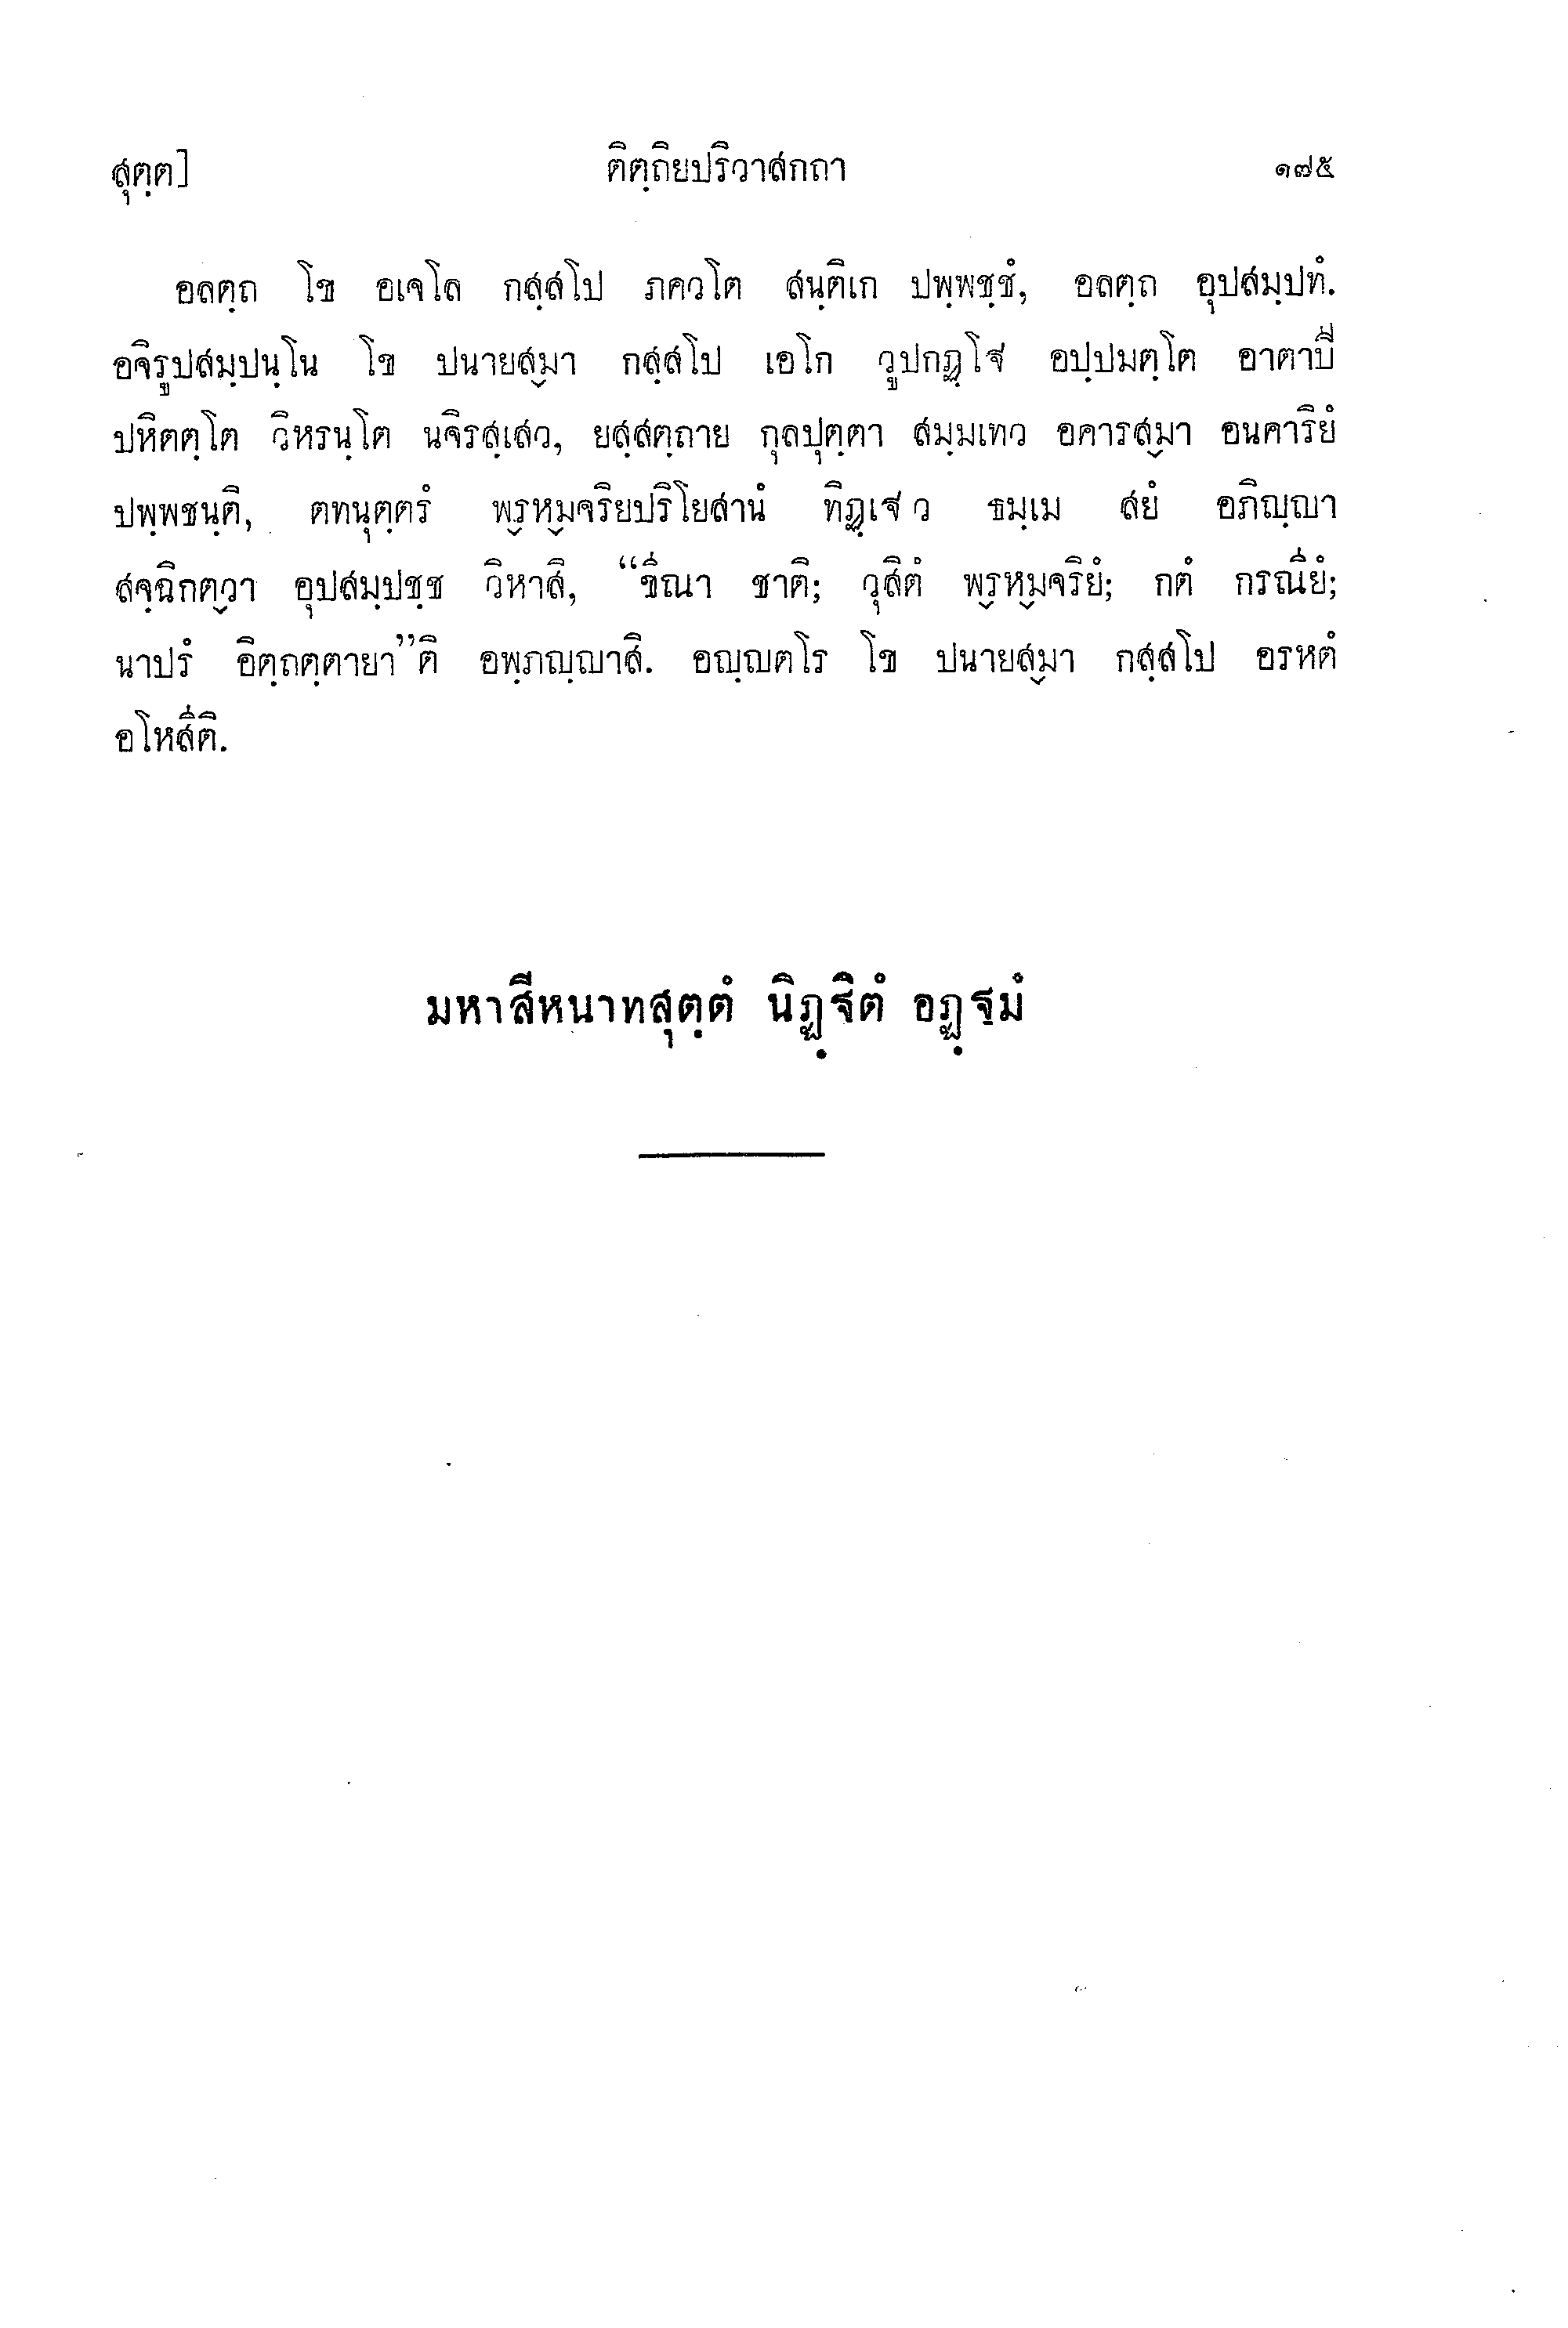 สุตฺต]
ติตฺถิยปริวาสกถา
๑๗๕
อลตฺถ โข อเจโล กสฺสโป ภควโต สนฺติเก ปพฺพชฺชํ, อลตฺถ อุปสมฺปทํ.
อจิรูปสมฺปนฺโน โข ปนายสฺมา กสฺสโป เอโก วูปกฏฺโฐ อปฺปมตฺโต อาตาปี
ปหิตตฺโต วิหรนฺโต นจิรสฺเสว, ยสฺสตฺถาย กุลปุตฺตา สมฺมเทว อคารสฺมา อนคาริยํ
ปพฺพชนฺติ, ตทนุตฺตรํ พฺรหฺมจริยปริโยสานํ ทิฏฺเฐว ธมฺเม สยํ อภิญฺญา
สจฺฉิกตฺวา อุปสมฺปชฺช วิหาสิ, “ขีณา ชาติ; วุสิตํ พฺรหฺมจริยํ; กตํ กรณียํ;
นาปรํ อิตฺถตฺตายา”ติ อพฺภญฺญาสิ. อญฺญตโร โข ปนายสฺมา กสฺสโป อรหตํ
อโหสีติ.
มหาสีหนาทสุตฺตํ นิฏฺฐิตํ อฏฺฐมํ